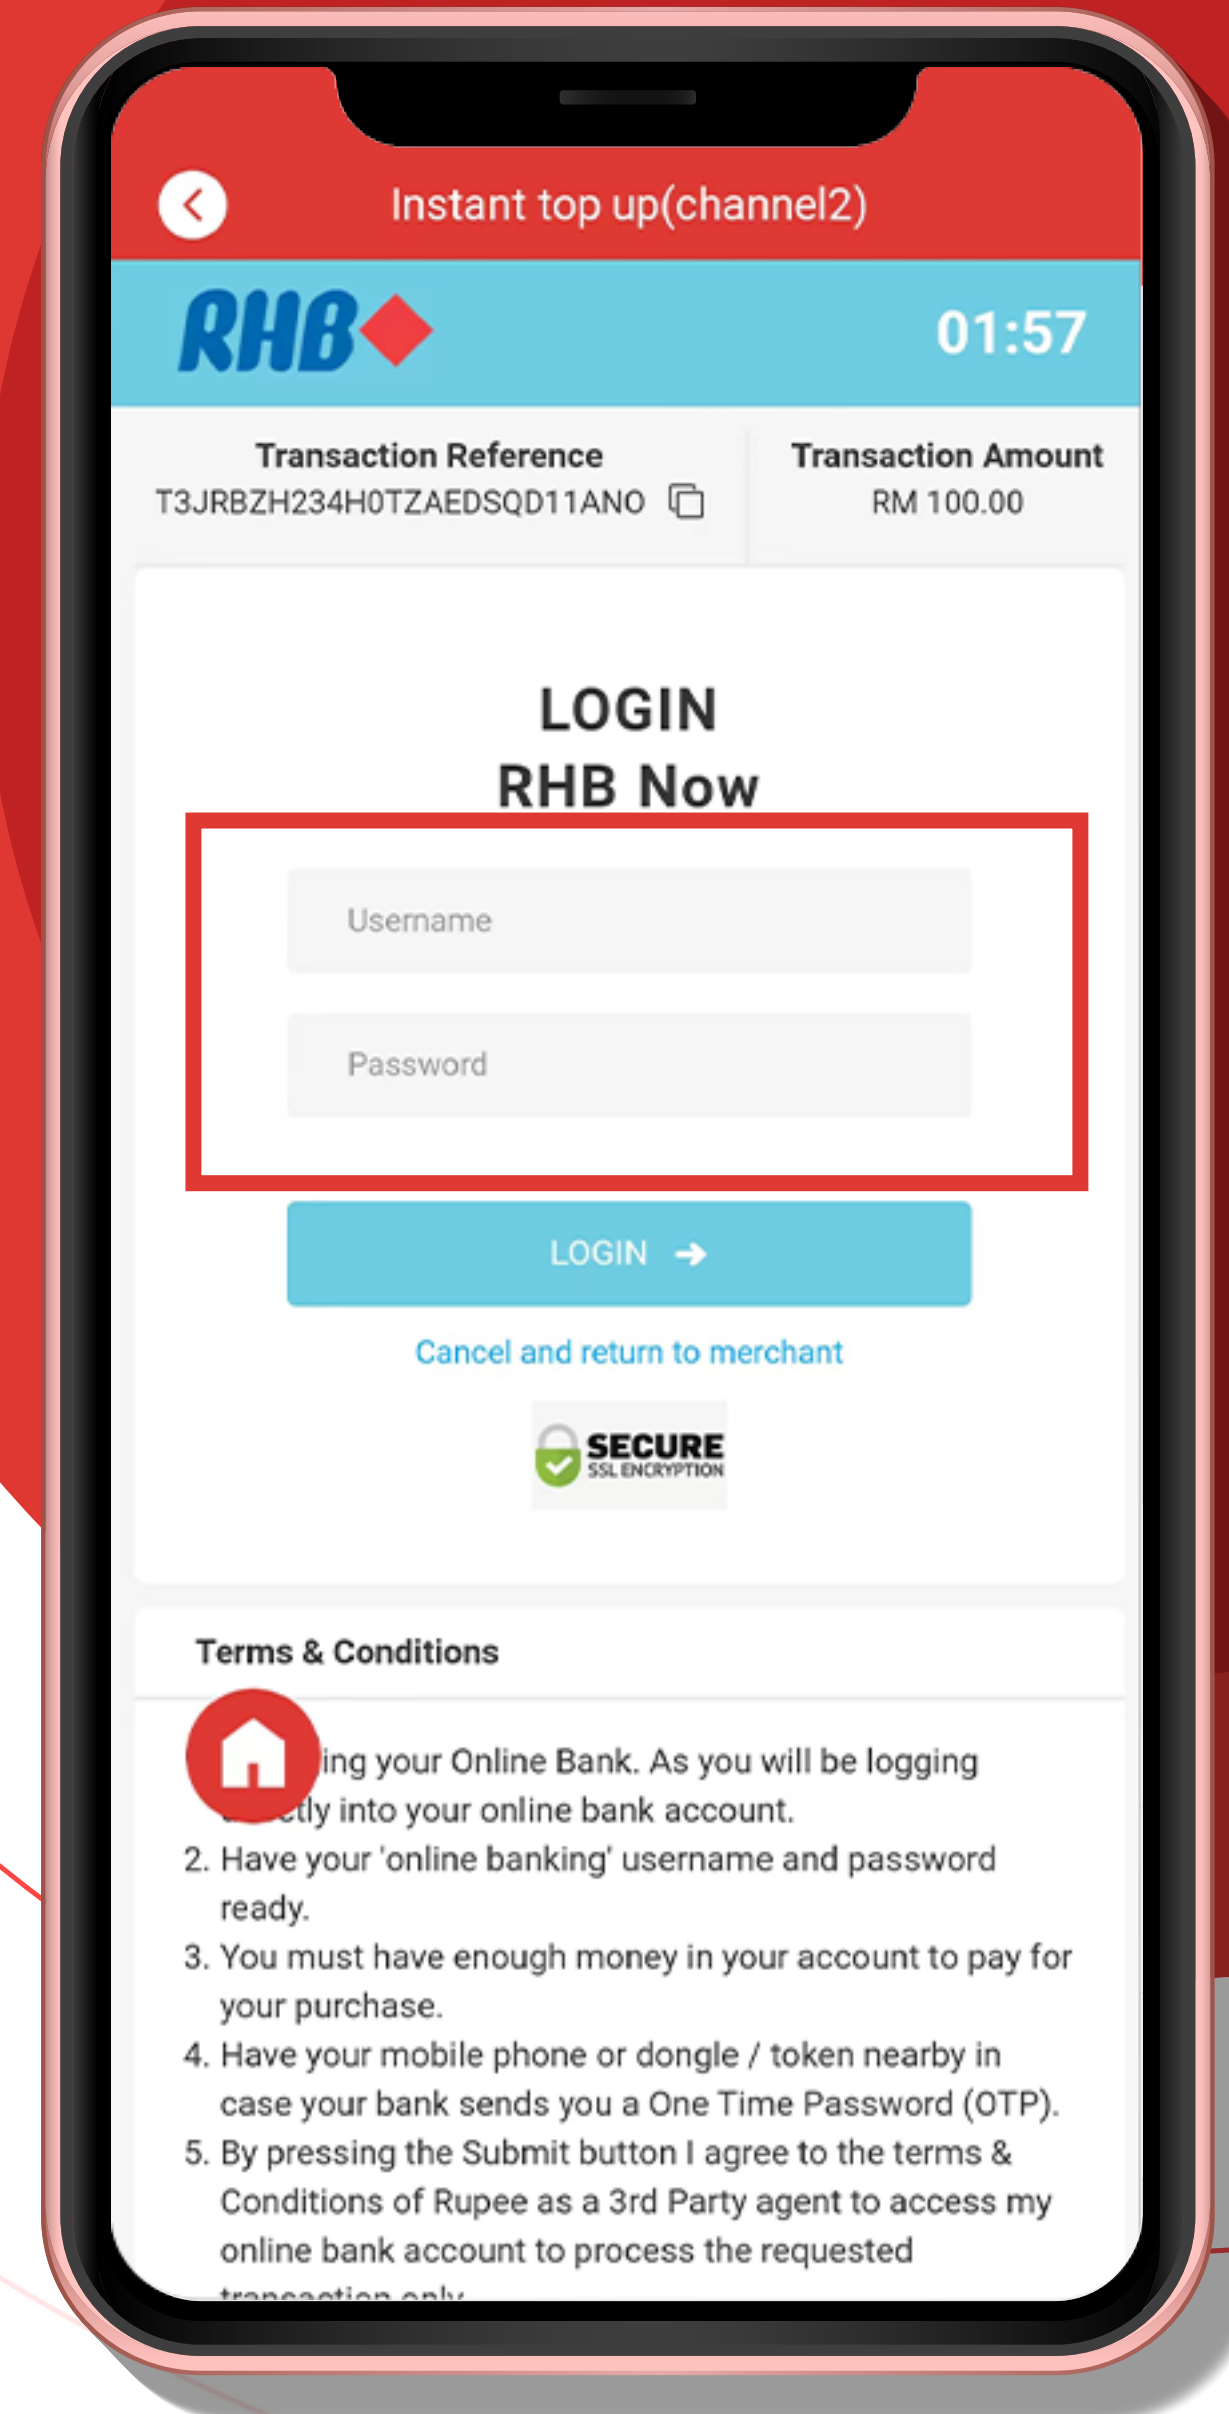 Instant top up(channel2)
RHB
01:57
Transaction Reference
T3JRBZH234H0TZAEDSQD11ANO
Transaction Amount
RM 100.00
LOGIN
RHB Now
Username
Password
LOGIN
Cancel and return to merchant
SECURE
SSL ENCRYPTION
Terms & Conditions
ing your Online Bank. As you will be logging
tly into your online bank account.
2. Have your 'online banking' username and password
ready.
3. You must have enough money in your account to pay for
your purchase.
4. Have your mobile phone or dongle / token nearby in
case your bank sends you a One Time Password (OTP).
5. By pressing the Submit button I agree to the terms &
Conditions of Rupee as a 3rd Party agent to access my
online bank account to process the requested
transaction only